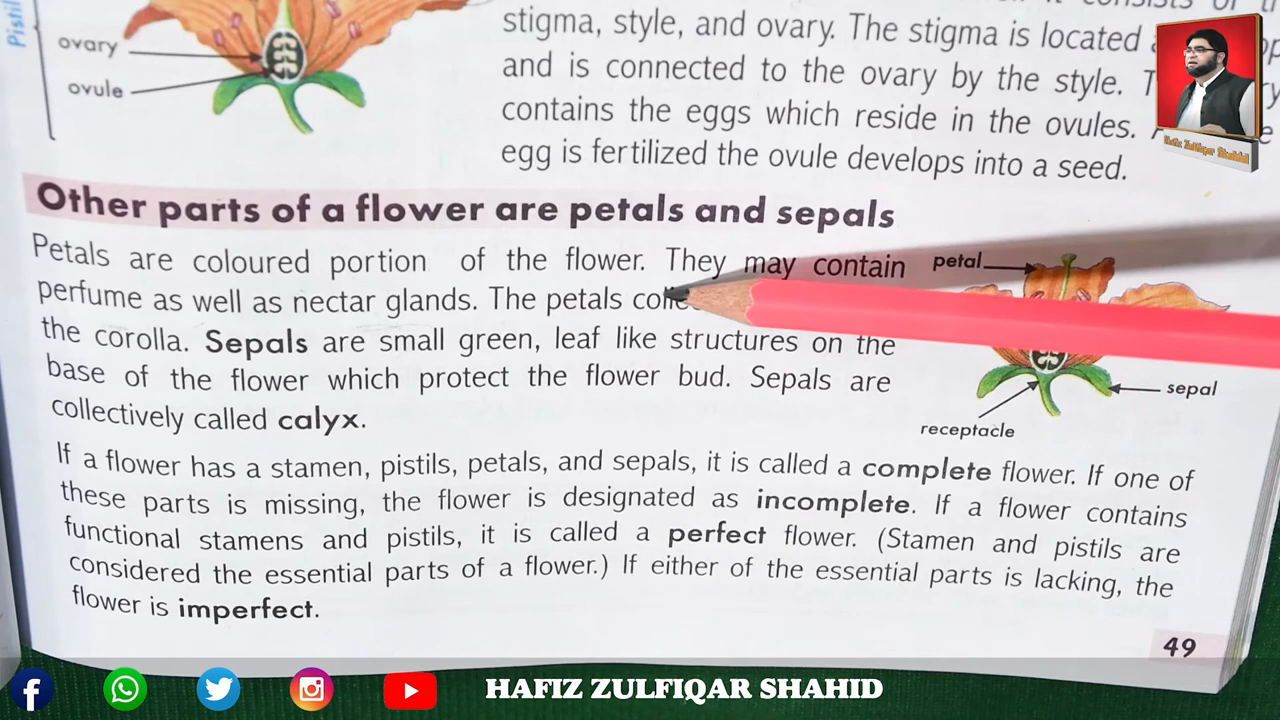 Pistil
ovary
ovule
stigma, style, and ovary. The stigma is located
and is connected to the ovary by the style.
contains the eggs which reside in the ovules.
egg is fertilized the ovule develops into a seed.
Hafiz Zulfiqar Shahid
Other parts of a flower are petals and sepals
Petals are coloured portion of the flower. They may contain
perfume as well as nectar glands. The petals
the corolla. Sepals are small green, leaf like structures on the
base of the flower which protect the flower bud. Sepals are
collectively called calyx.
petal
sepal
receptacle
If a flower has a stamen, pistils, petals, and sepals, it is called a complete flower. If one of
these parts is missing, the flower is designated as incomplete. If a flower contains
functional stamens and pistils, it is called a perfect flower. (Stamen and pistils are
considered the essential parts of a flower.) If either of the essential parts is lacking, the
flower is imperfect.
49
HAFIZ ZULFIQAR SHAHID